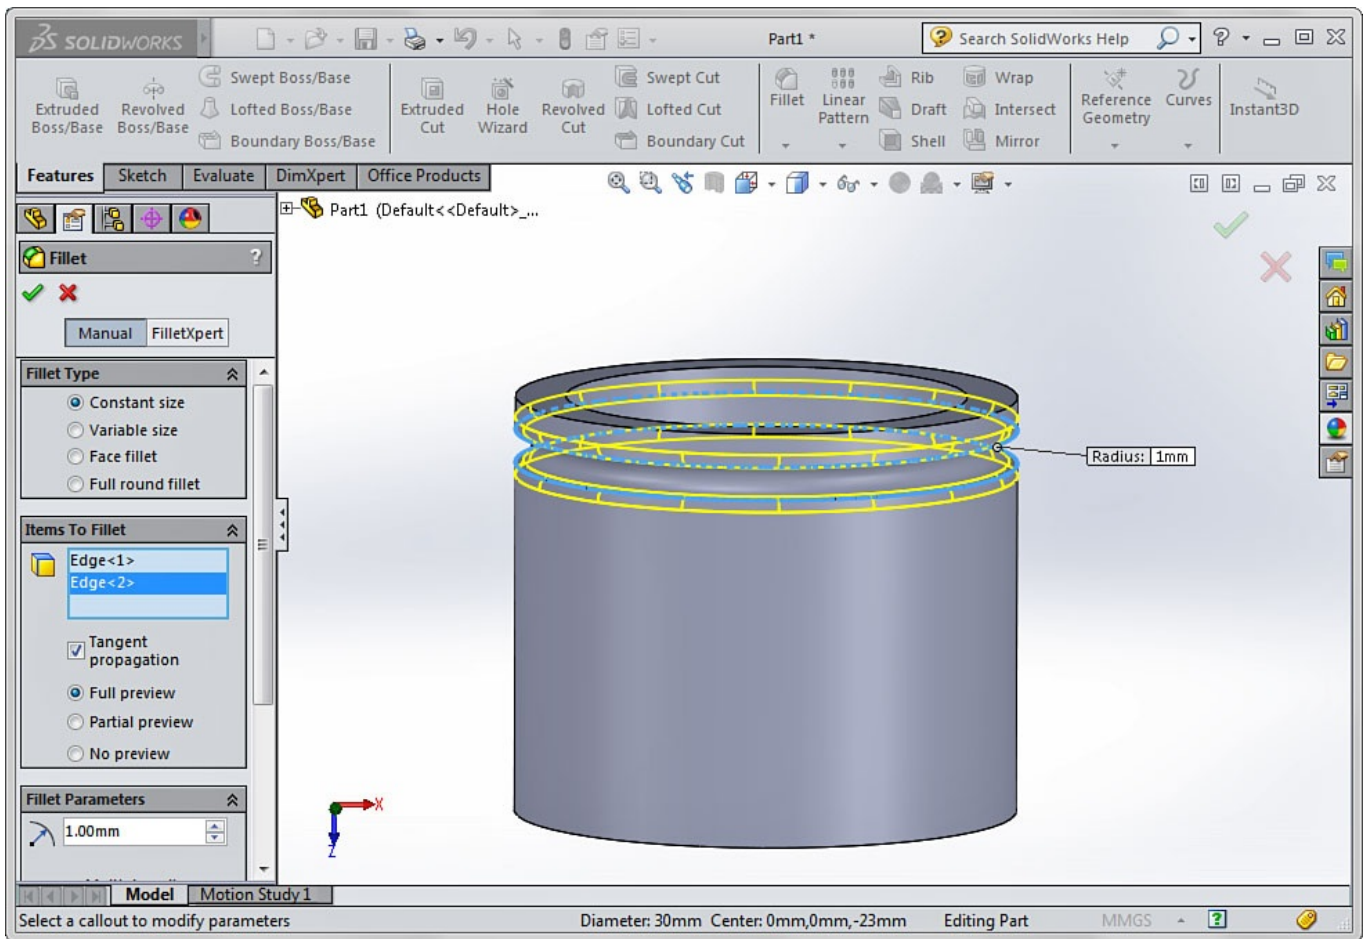 SOLIDWORKS
Part1 *
Search SolidWorks Help
Extruded Boss/Base
Revolved Boss/Base
Swept Boss/Base
Lofted Boss/Base
Boundary Boss/Base
Extruded Cut
Hole Wizard
Revolved Cut
Swept Cut
Lofted Cut
Boundary Cut
Fillet
Linear Pattern
Rib
Draft
Shell
Wrap
Intersect
Mirror
Reference Geometry
Curves
Instant3D
Features
Sketch
Evaluate
DimXpert
Office Products
Part1 (Default<<Default>_...
Fillet
?
Manual
FilletXpert
Fillet Type
Constant size
Variable size
Face fillet
Full round fillet
Items To Fillet
Edge<1>
Edge<2>
Tangent
propagation
Full preview
Partial preview
No preview
Fillet Parameters
1.00mm
Radius: 1mm
X
Z
Model
Motion Study 1
Select a callout to modify parameters
Diameter: 30mm Center: 0mm,0mm,-23mm
Editing Part
MMGS
?